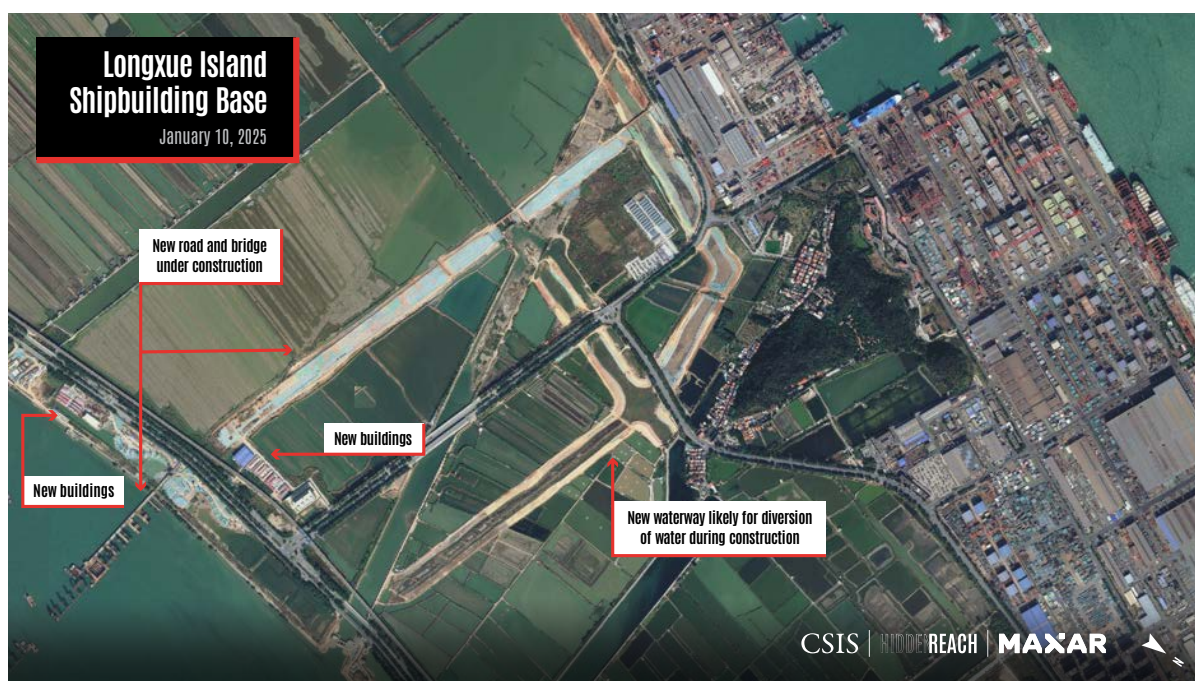 Longxue Island
Shipbuilding Base
January 10, 2025
New road and bridge
under construction
New buildings
New buildings
New waterway likely for diversion
of water during construction
CSIS | HIDDENREACH | MAXAR
N